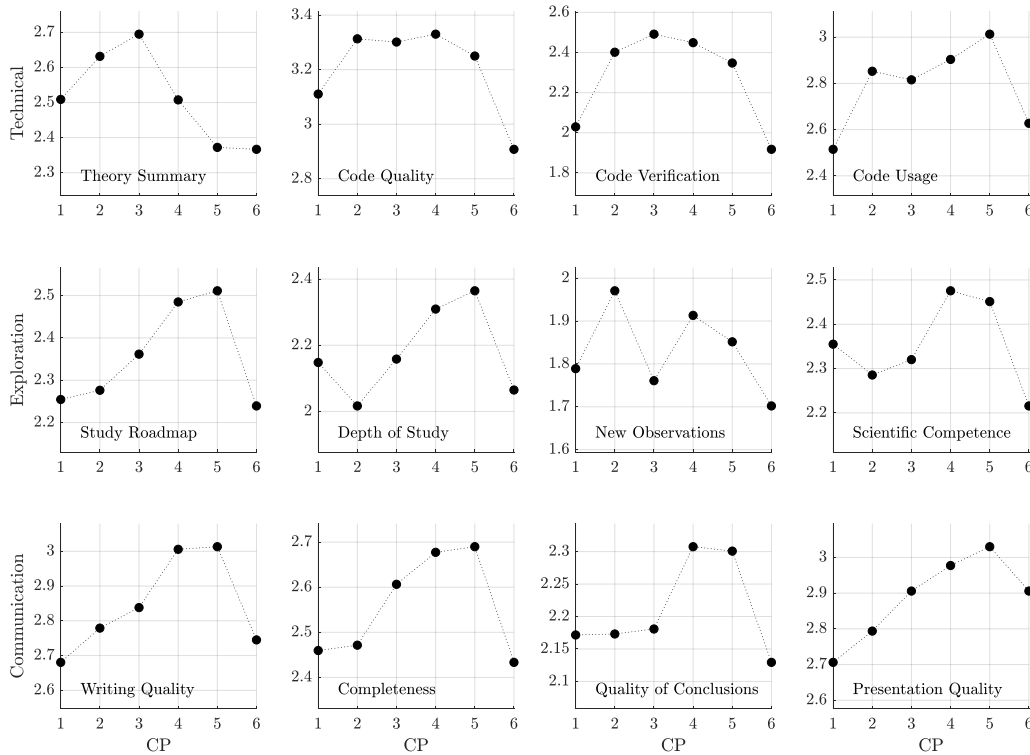 Technical
2.7
2.6
2.5
2.4
2.3
Theory Summary
1 2 3 4 5 6
3.4
3.2
3
2.8
Code Quality
1 2 3 4 5 6
2.6
2.4
2.2
2
1.8
Code Verification
1 2 3 4 5 6
3
2.8
2.6
2.4
Code Usage
1 2 3 4 5 6
Exploration
2.5
2.4
2.3
2.2
Study Roadmap
1 2 3 4 5 6
2.4
2.2
2
Depth of Study
1 2 3 4 5 6
2
1.9
1.8
1.7
1.6
New Observations
1 2 3 4 5 6
2.5
2.4
2.3
2.2
Scientific Competence
1 2 3 4 5 6
Communication
3
2.9
2.8
2.7
2.6
Writing Quality
1 2 3 4 5 6
CP
2.7
2.6
2.5
2.4
Completeness
1 2 3 4 5 6
CP
2.3
2.25
2.2
2.15
2.1
Quality of Conclusions
1 2 3 4 5 6
CP
3
2.9
2.8
2.7
2.6
Presentation Quality
1 2 3 4 5 6
CP